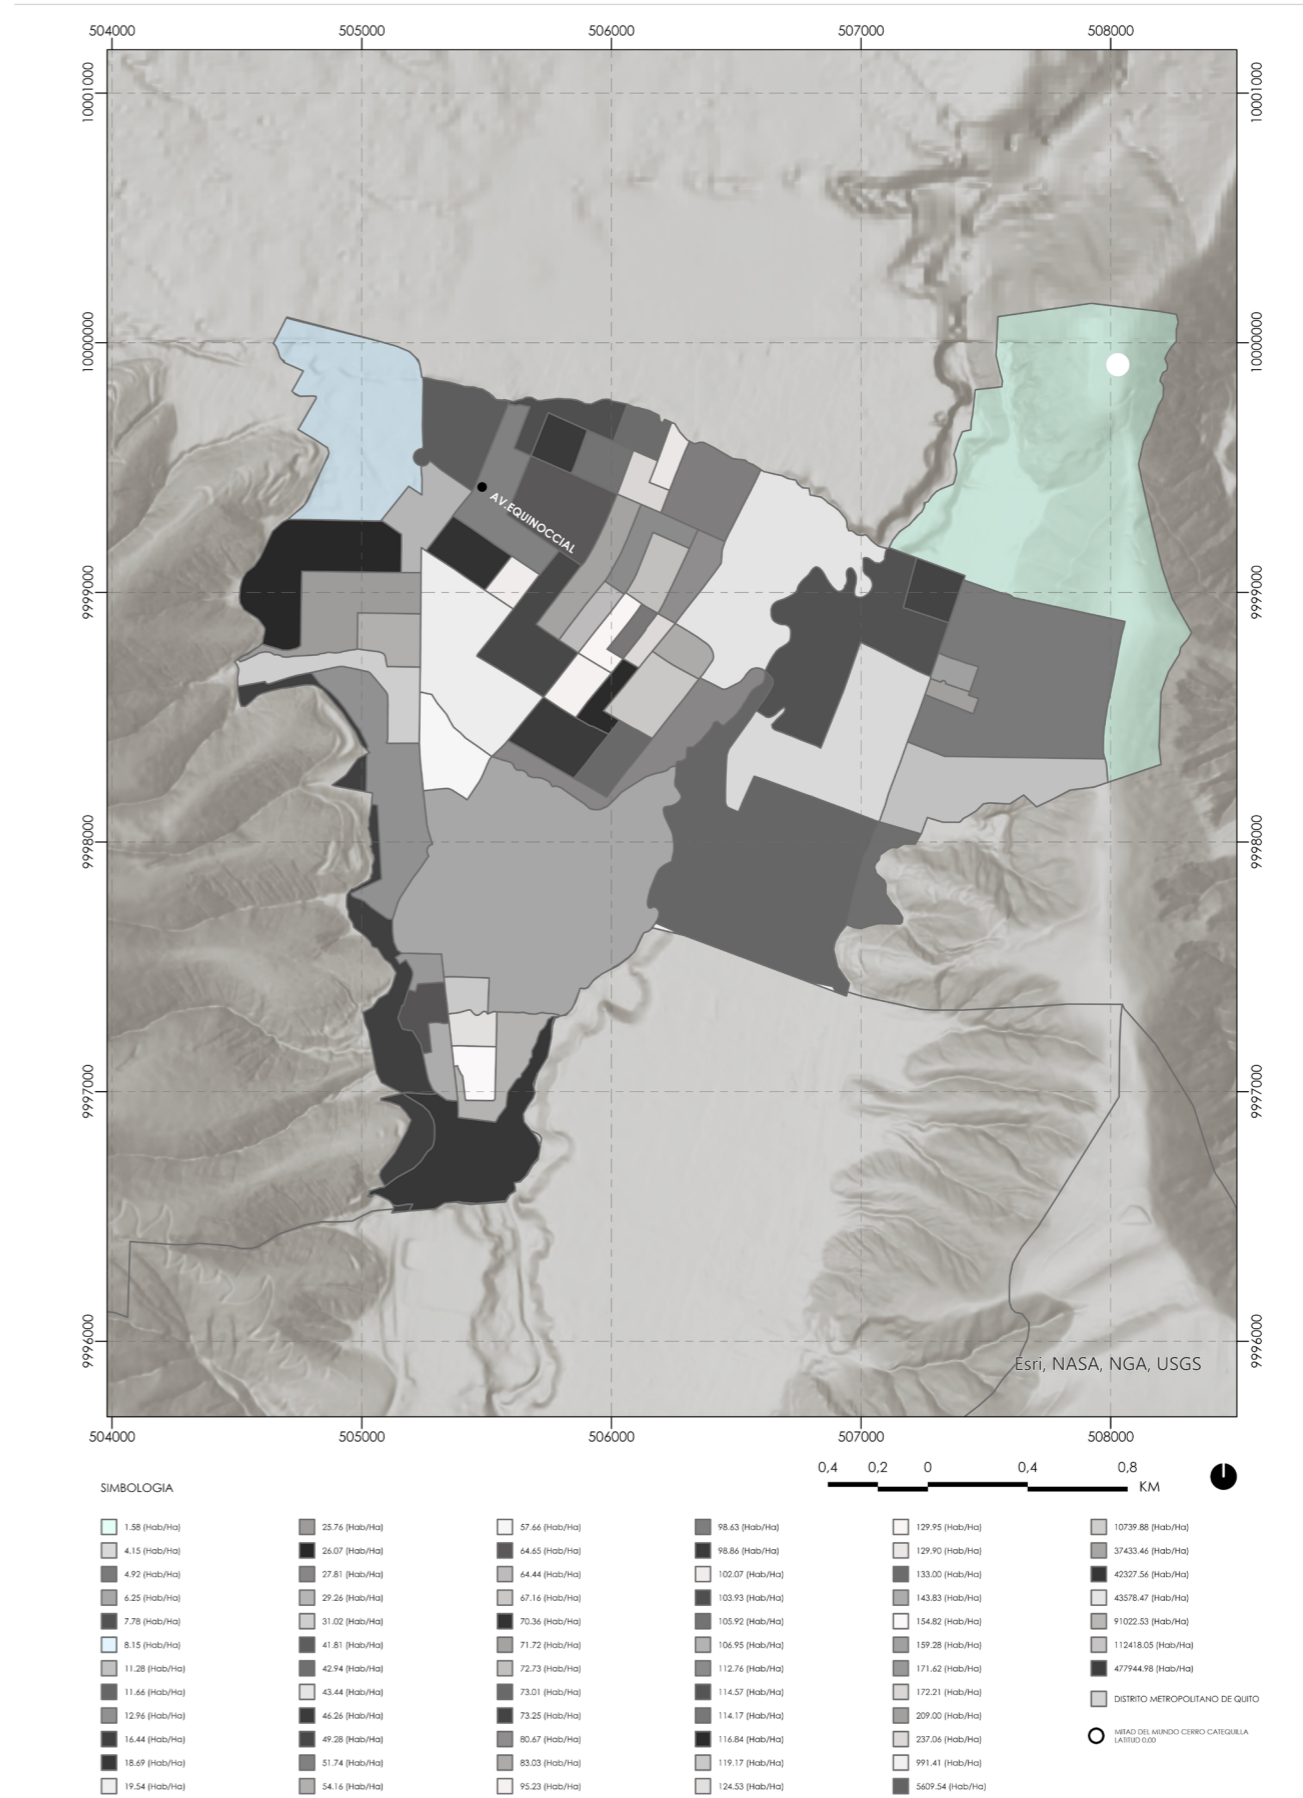 504000 505000 506000 507000 508000
10001000 10001000
10000000 10000000
AV.EQUINOCCIAL
9999000 9999000
9998000 9998000
9997000 9997000
9996000 9996000
Esri, NASA, NGA, USGS
504000 505000 506000 507000 508000
0,4 0,2 0 0,4 0,8
KM
SIMBOLOGIA
1.58 (Hab/Ha)
4.15 (Hab/Ha)
4.92 (Hab/Ha)
6.25 (Hab/Ha)
7.78 (Hab/Ha)
8.15 (Hab/Ha)
11.28 (Hab/Ha)
11.66 (Hab/Ha)
12.96 (Hab/Ha)
16.44 (Hab/Ha)
18.69 (Hab/Ha)
19.54 (Hab/Ha)
25.76 (Hab/Ha)
26.07 (Hab/Ha)
27.81 (Hab/Ha)
29.26 (Hab/Ha)
31.02 (Hab/Ha)
41.81 (Hab/Ha)
42.94 (Hab/Ha)
43.44 (Hab/Ha)
46.26 (Hab/Ha)
49.28 (Hab/Ha)
51.74 (Hab/Ha)
54.16 (Hab/Ha)
57.66 (Hab/Ha)
64.65 (Hab/Ha)
64.44 (Hab/Ha)
67.16 (Hab/Ha)
70.36 (Hab/Ha)
71.72 (Hab/Ha)
72.73 (Hab/Ha)
73.01 (Hab/Ha)
73.25 (Hab/Ha)
80.67 (Hab/Ha)
83.03 (Hab/Ha)
95.23 (Hab/Ha)
98.63 (Hab/Ha)
98.86 (Hab/Ha)
102.07 (Hab/Ha)
103.93 (Hab/Ha)
105.92 (Hab/Ha)
106.95 (Hab/Ha)
112.76 (Hab/Ha)
114.57 (Hab/Ha)
114.17 (Hab/Ha)
116.84 (Hab/Ha)
119.17 (Hab/Ha)
124.53 (Hab/Ha)
129.95 (Hab/Ha)
129.90 (Hab/Ha)
133.00 (Hab/Ha)
143.83 (Hab/Ha)
154.82 (Hab/Ha)
159.28 (Hab/Ha)
171.62 (Hab/Ha)
172.21 (Hab/Ha)
209.00 (Hab/Ha)
237.06 (Hab/Ha)
991.41 (Hab/Ha)
5609.54 (Hab/Ha)
10739.88 (Hab/Ha)
37433.46 (Hab/Ha)
42327.56 (Hab/Ha)
43578.47 (Hab/Ha)
91022.53 (Hab/Ha)
112418.05 (Hab/Ha)
477944.98 (Hab/Ha)
DISTRITO METROPOLITANO DE QUITO
MITAD DEL MUNDO CERRO CATEQUILLA
LATITUD 0.00